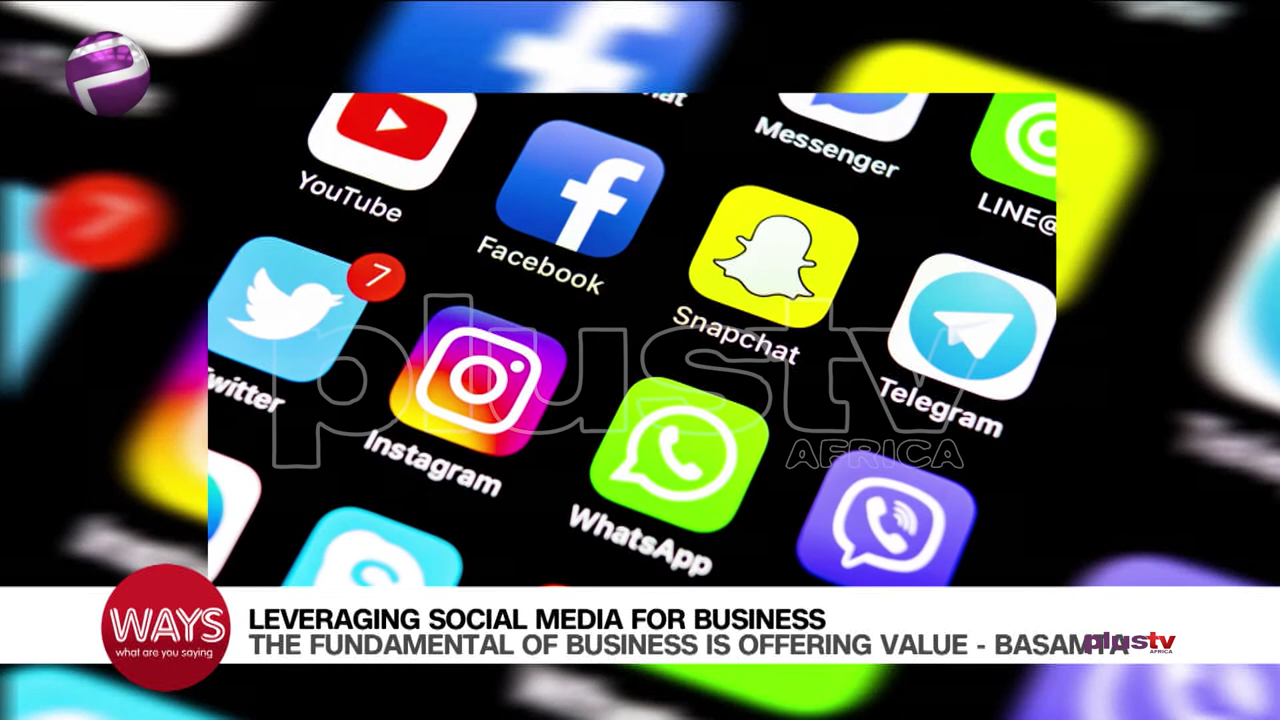 YouTube
Facebook
Messenger
LINE@
7
Twitter
Snapchat
Telegram
Instagram
WhatsApp
plustv
AFRICA
WAYS
what are you saying
LEVERAGING SOCIAL MEDIA FOR BUSINESS
THE FUNDAMENTAL OF BUSINESS IS OFFERING VALUE -
plustv
AFRICA